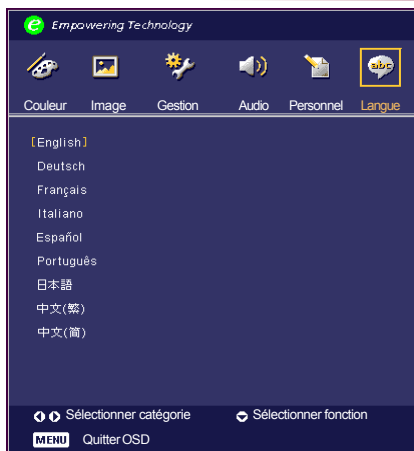 e Empowering Technology
Couleur Image Gestion Audio Personnel Langue
abc
[English]
Deutsch
Français
Italiano
Español
Português
日本語
中文(繁)
中文(简)
Sélectionner catégorie Sélectionner fonction
MENU Quitter OSD